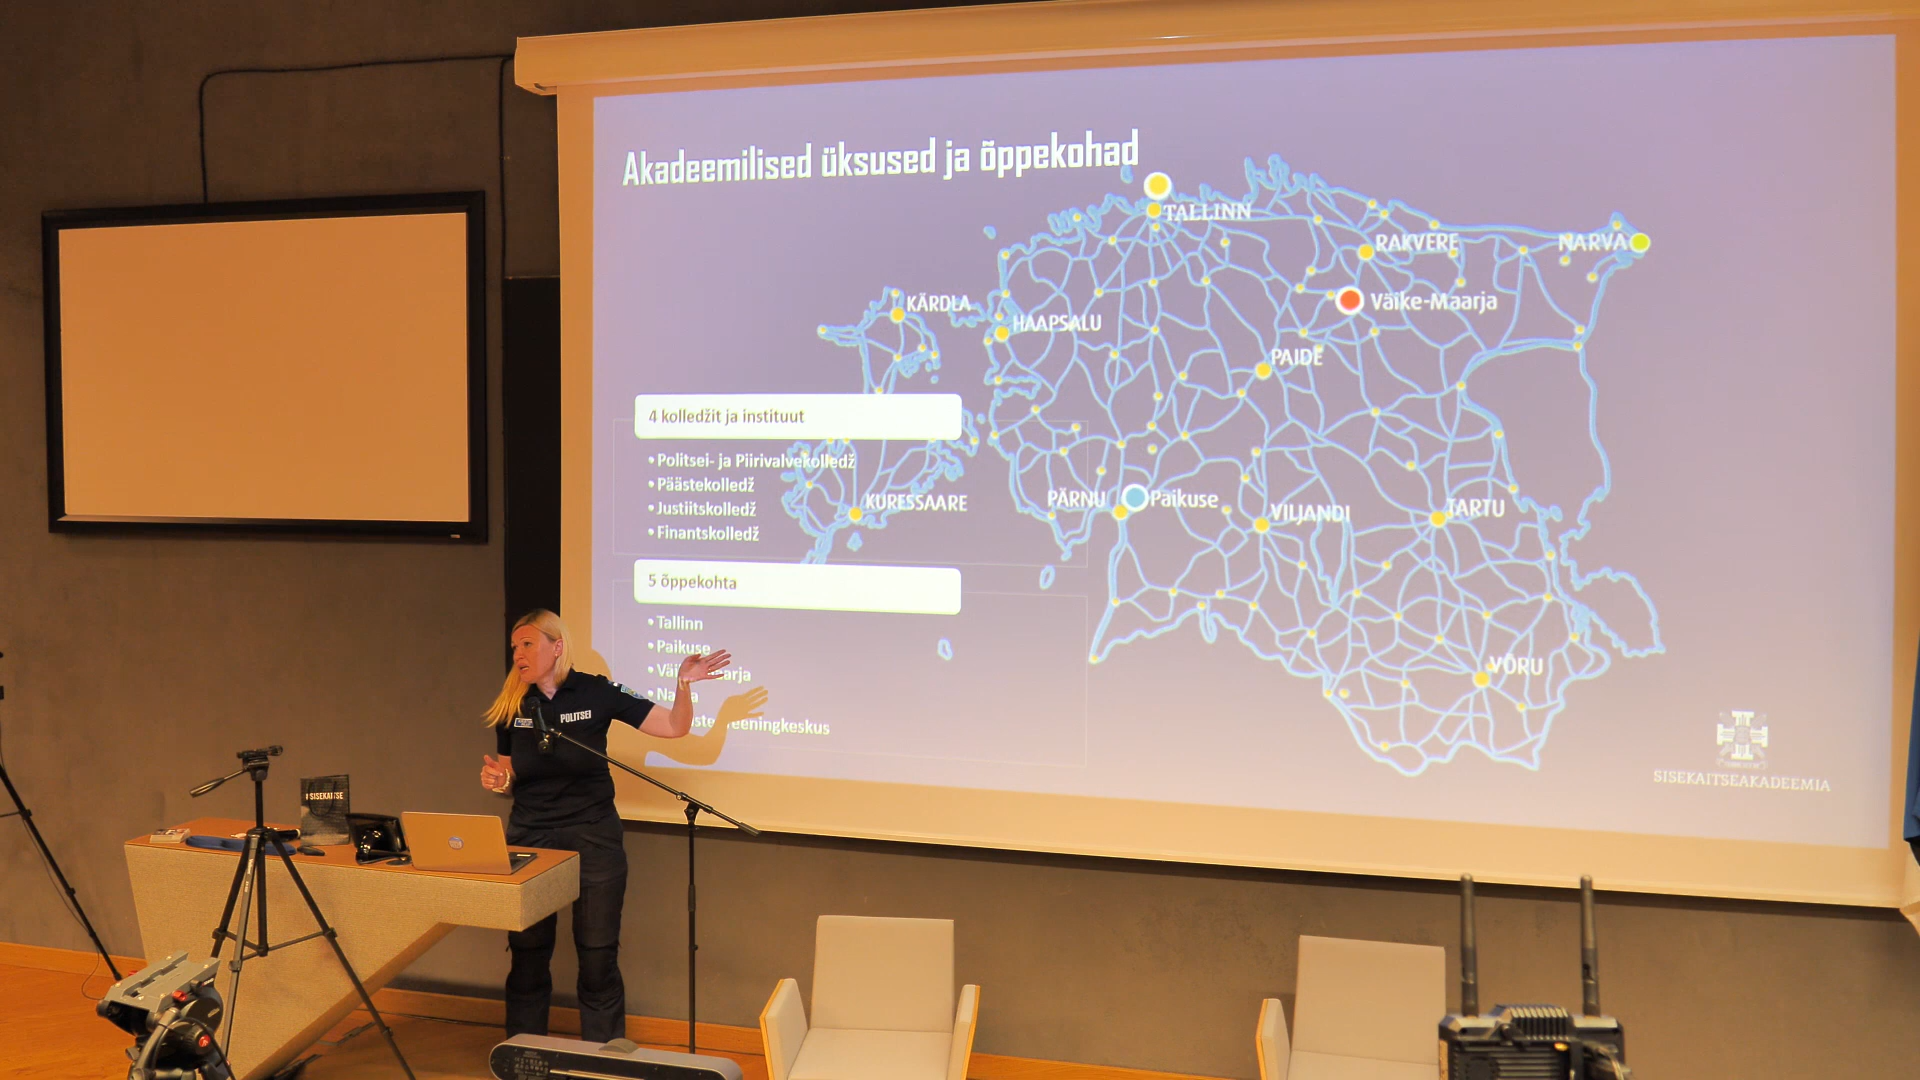 Akadeemilised üksused ja õppekohad
TALLINN
RAKVERE
NARVA
KÄRDLA
HAAPSALU
Väike-Maarja
PAIDE
4 kolledžit ja instituut
• Politsei- ja Piirivalvekolledž
• Päästekolledž
• Justiitskolledž
• Finantskolledž
KURESSAARE
PÄRNU
Paikuse
VILJANDI
TARTU
5 õppekohta
• Tallinn
• Paikuse
VÕRU
POLITSEI
SISEKAITSEAKADEEMIA
# SISEKAITSE